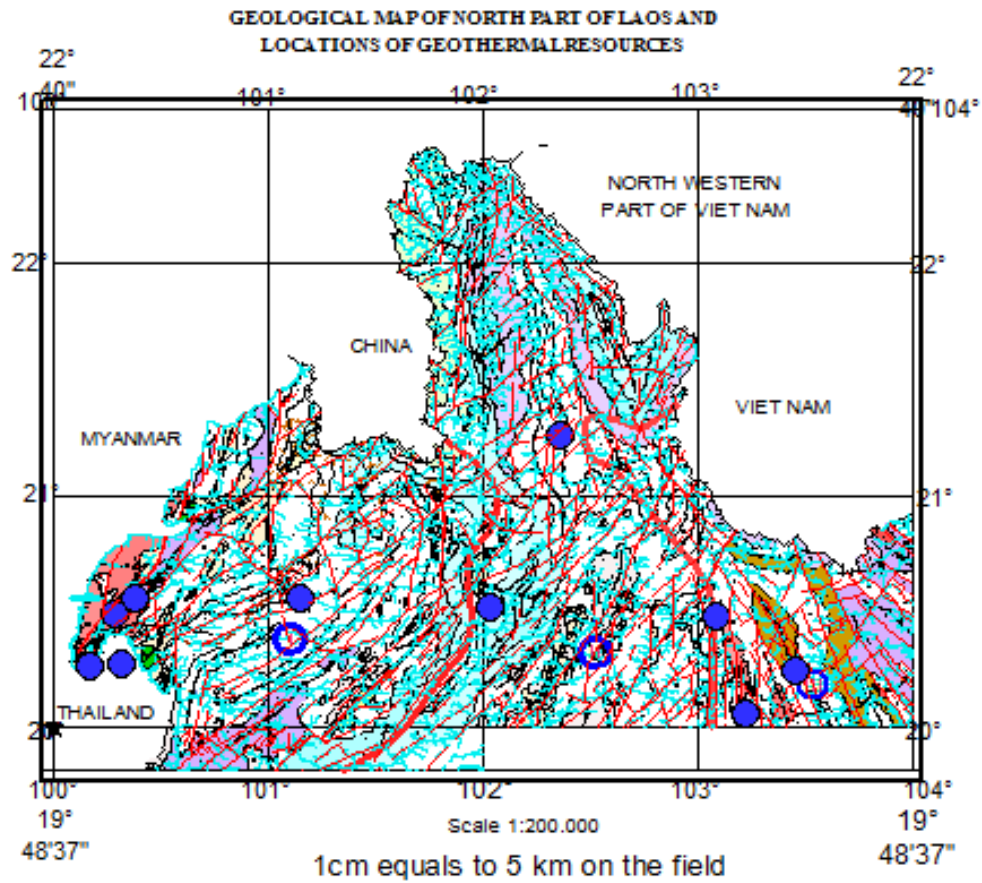 GEOLOGICAL MAP OF NORTH PART OF LAOS AND
LOCATIONS OF GEOTHERMAL RESOURCES
22°
40"
22°
40"
100°
101°
102°
103°
104°
NORTH WESTERN
PART OF VIET NAM
22°
22°
CHINA
VIET NAM
MYANMAR
21°
21°
THAILAND
20°
20°
100°
101°
102°
103°
104°
19°
48'37"
Scale 1:200.000
19°
48'37"
1cm equals to 5 km on the field